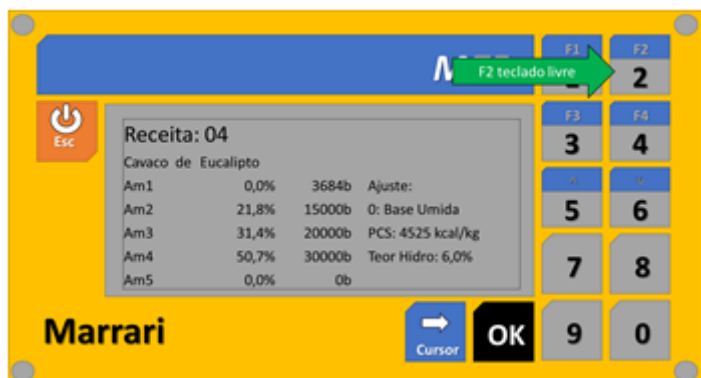 F1 F2
F2 teclado livre 2
Esc
F3 F4
3 4
Receita: 04
Cavaco de Eucalipto
Am1 0,0% 3684b Ajuste:
Am2 21,8% 15000b 0: Base Umida
Am3 31,4% 20000b PCS: 4525 kcal/kg
Am4 50,7% 30000b Teor Hidro: 6,0%
Am5 0,0% 0b
5 6
7 8
Marrari
Cursor
OK
9 0